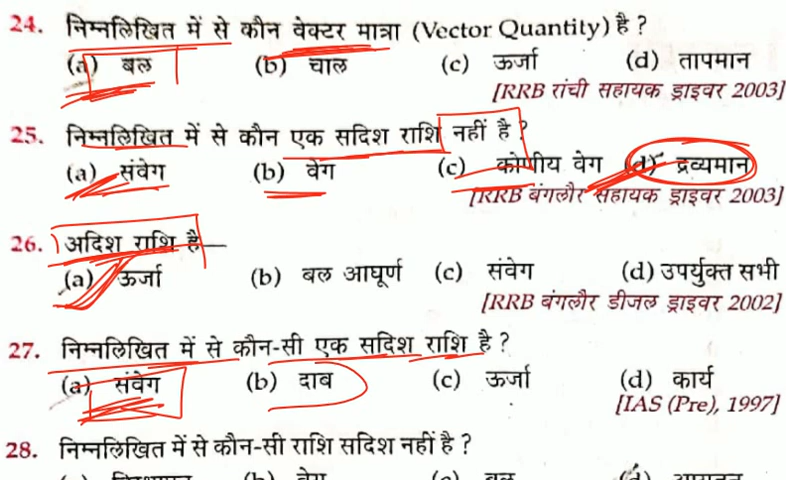 24. निम्नलिखित में से कौन वेक्टर मात्रा (Vector Quantity) है ?
(a) बल (b) चाल (c) ऊर्जा (d) तापमान
[RRB रांची सहायक ड्राइवर 2003]
25. निम्नलिखित में से कौन एक सदिश राशि नहीं है ?
(a) संवेग (b) वेग (c) कोणीय वेग (d) द्रव्यमान
[RRB बंगलौर सहायक ड्राइवर 2003]
26. अदिश राशि है—
(a) ऊर्जा (b) बल आघूर्ण (c) संवेग (d) उपर्युक्त सभी
[RRB बंगलौर डीजल ड्राइवर 2002]
27. निम्नलिखित में से कौन-सी एक सदिश राशि है ?
(a) संवेग (b) दाब (c) ऊर्जा (d) कार्य
[IAS (Pre), 1997]
28. निम्नलिखित में से कौन-सी राशि सदिश नहीं है ?
(b) वेग (c) बल (d)